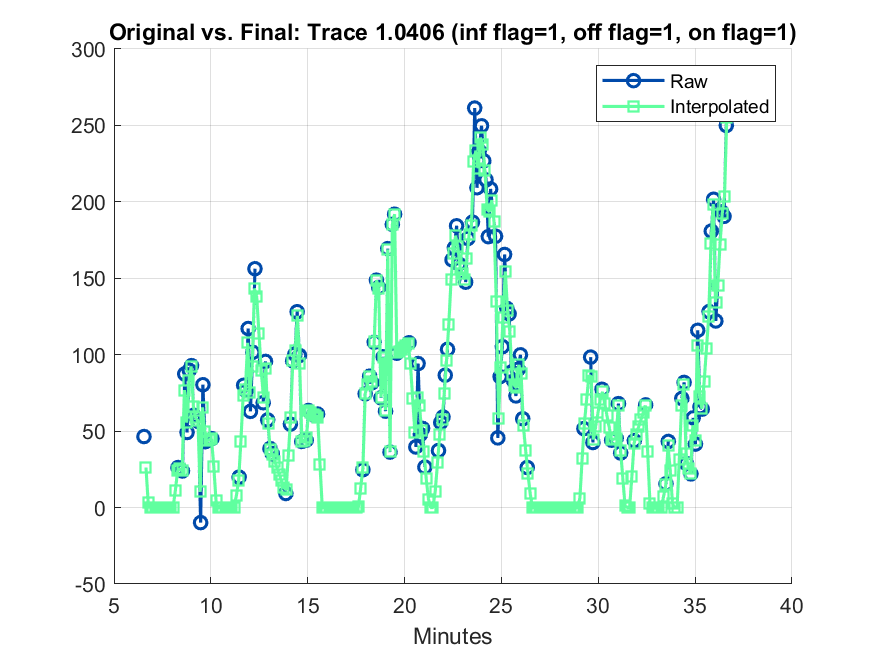 Original vs. Final: Trace 1.0406 (inf flag=1, off flag=1, on flag=1)
300
250
200
150
100
50
0
-50
Raw
Interpolated
5 10 15 20 25 30 35 40
Minutes